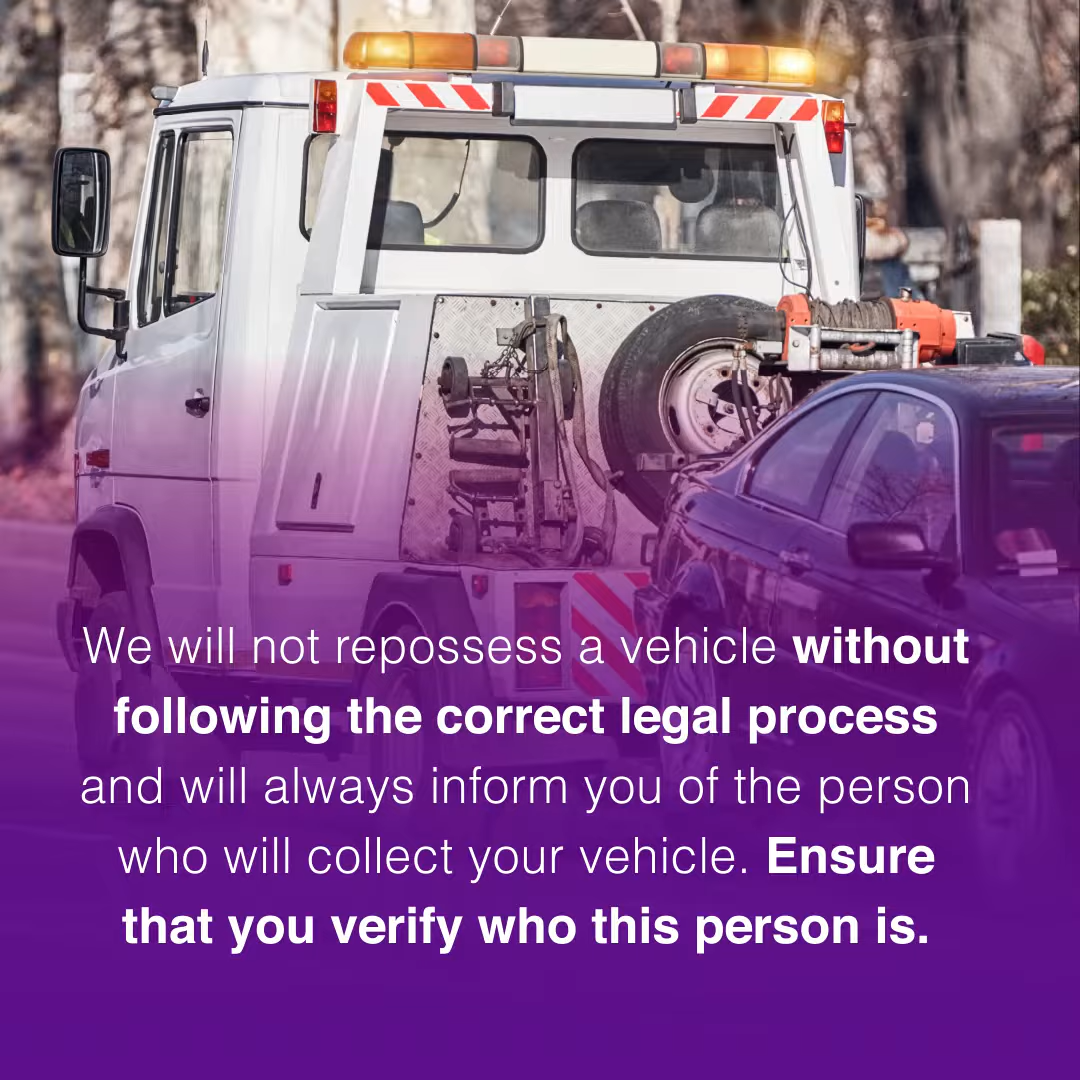 We will not repossess a vehicle without
following the correct legal process
and will always inform you of the person
who will collect your vehicle. Ensure
that you verify who this person is.